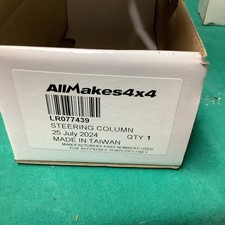 AllMakes4x4
LR077439
STEERING COLUMN
25 July 2024 QTY 1
MADE IN TAIWAN
MANUFACTURERS PART NUMBERS USED
FOR REFERENCE PURPOSES ONLY